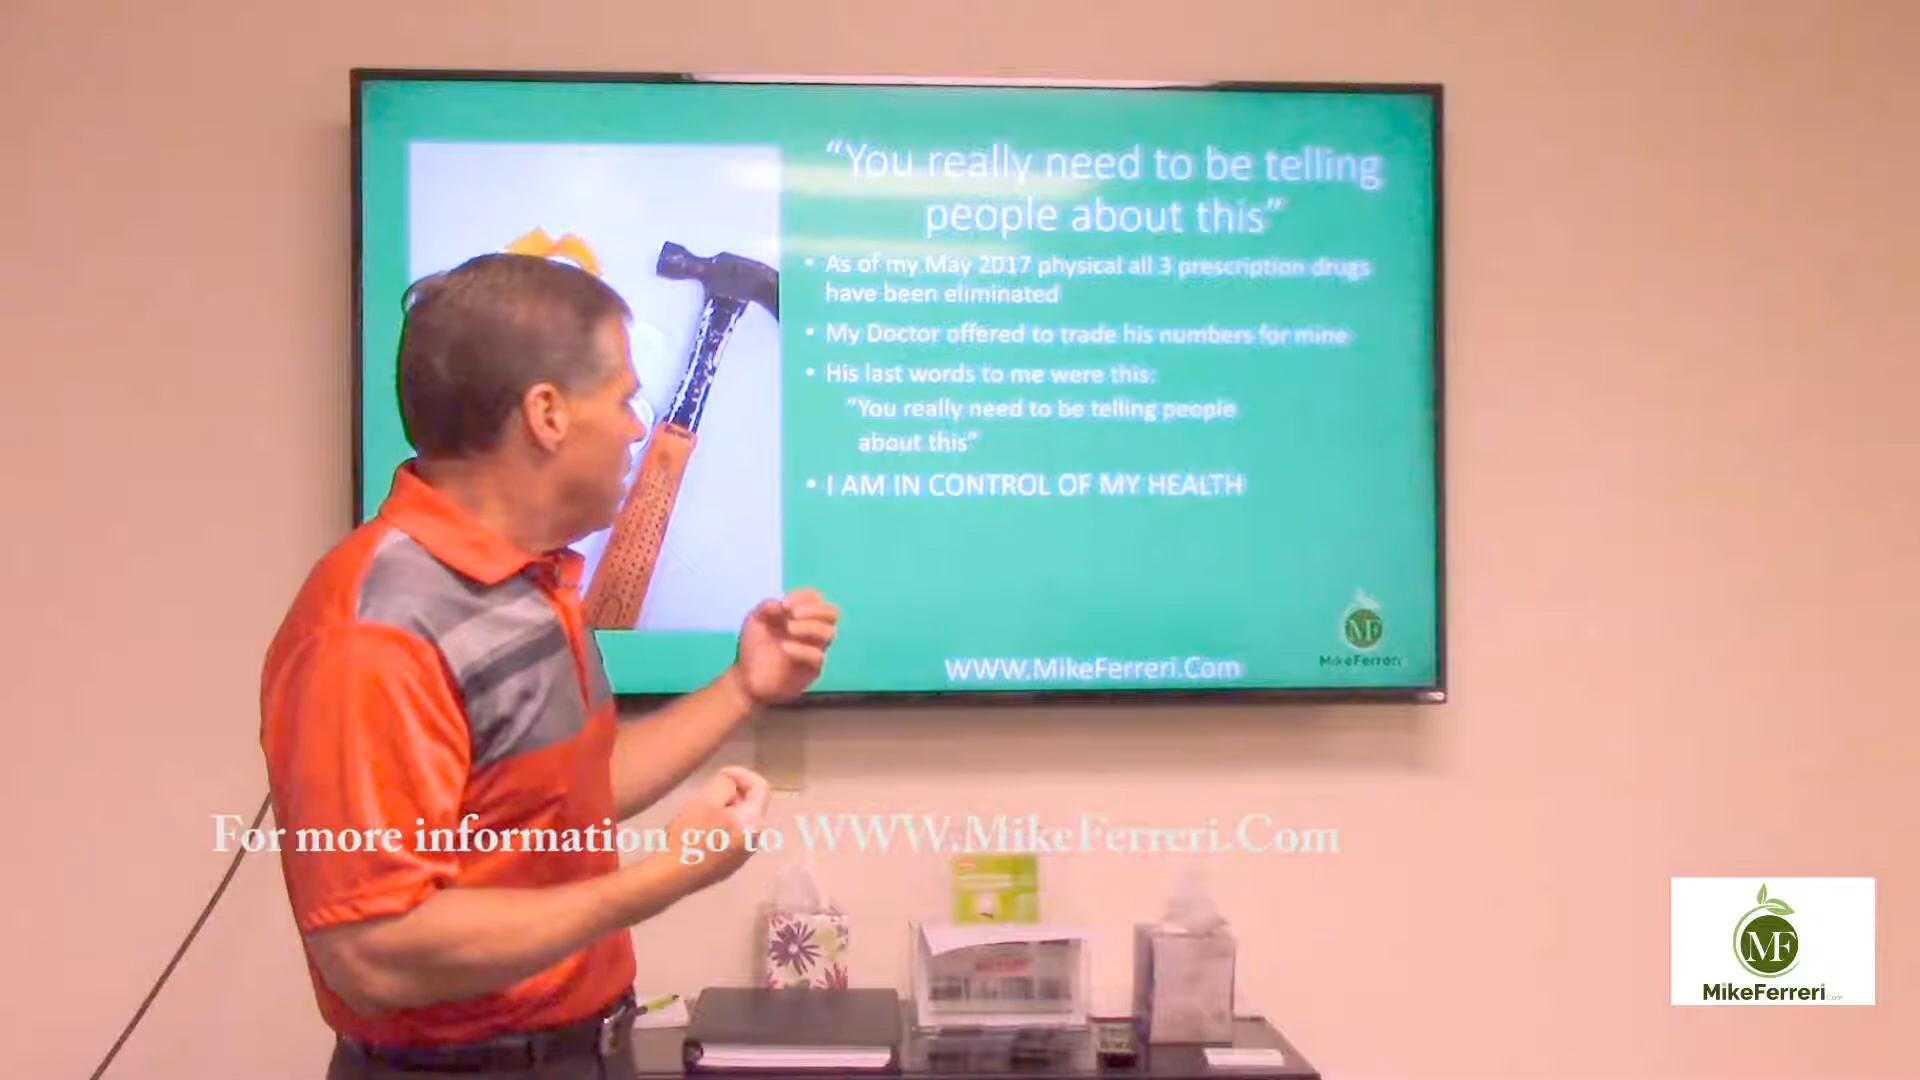 “You really need to be telling
people about this”
• As of my May 2017 physical all 3 prescription drugs
have been eliminated
• My Doctor offered to trade his numbers for mine
• His last words to me were this:
“You really need to be telling people
about this”
• I AM IN CONTROL OF MY HEALTH
MF
MikeFerreri
WWW.MikeFerreri.Com
For more information go to WWW.MikeFerreri.Com
MF
MikeFerreri.Com